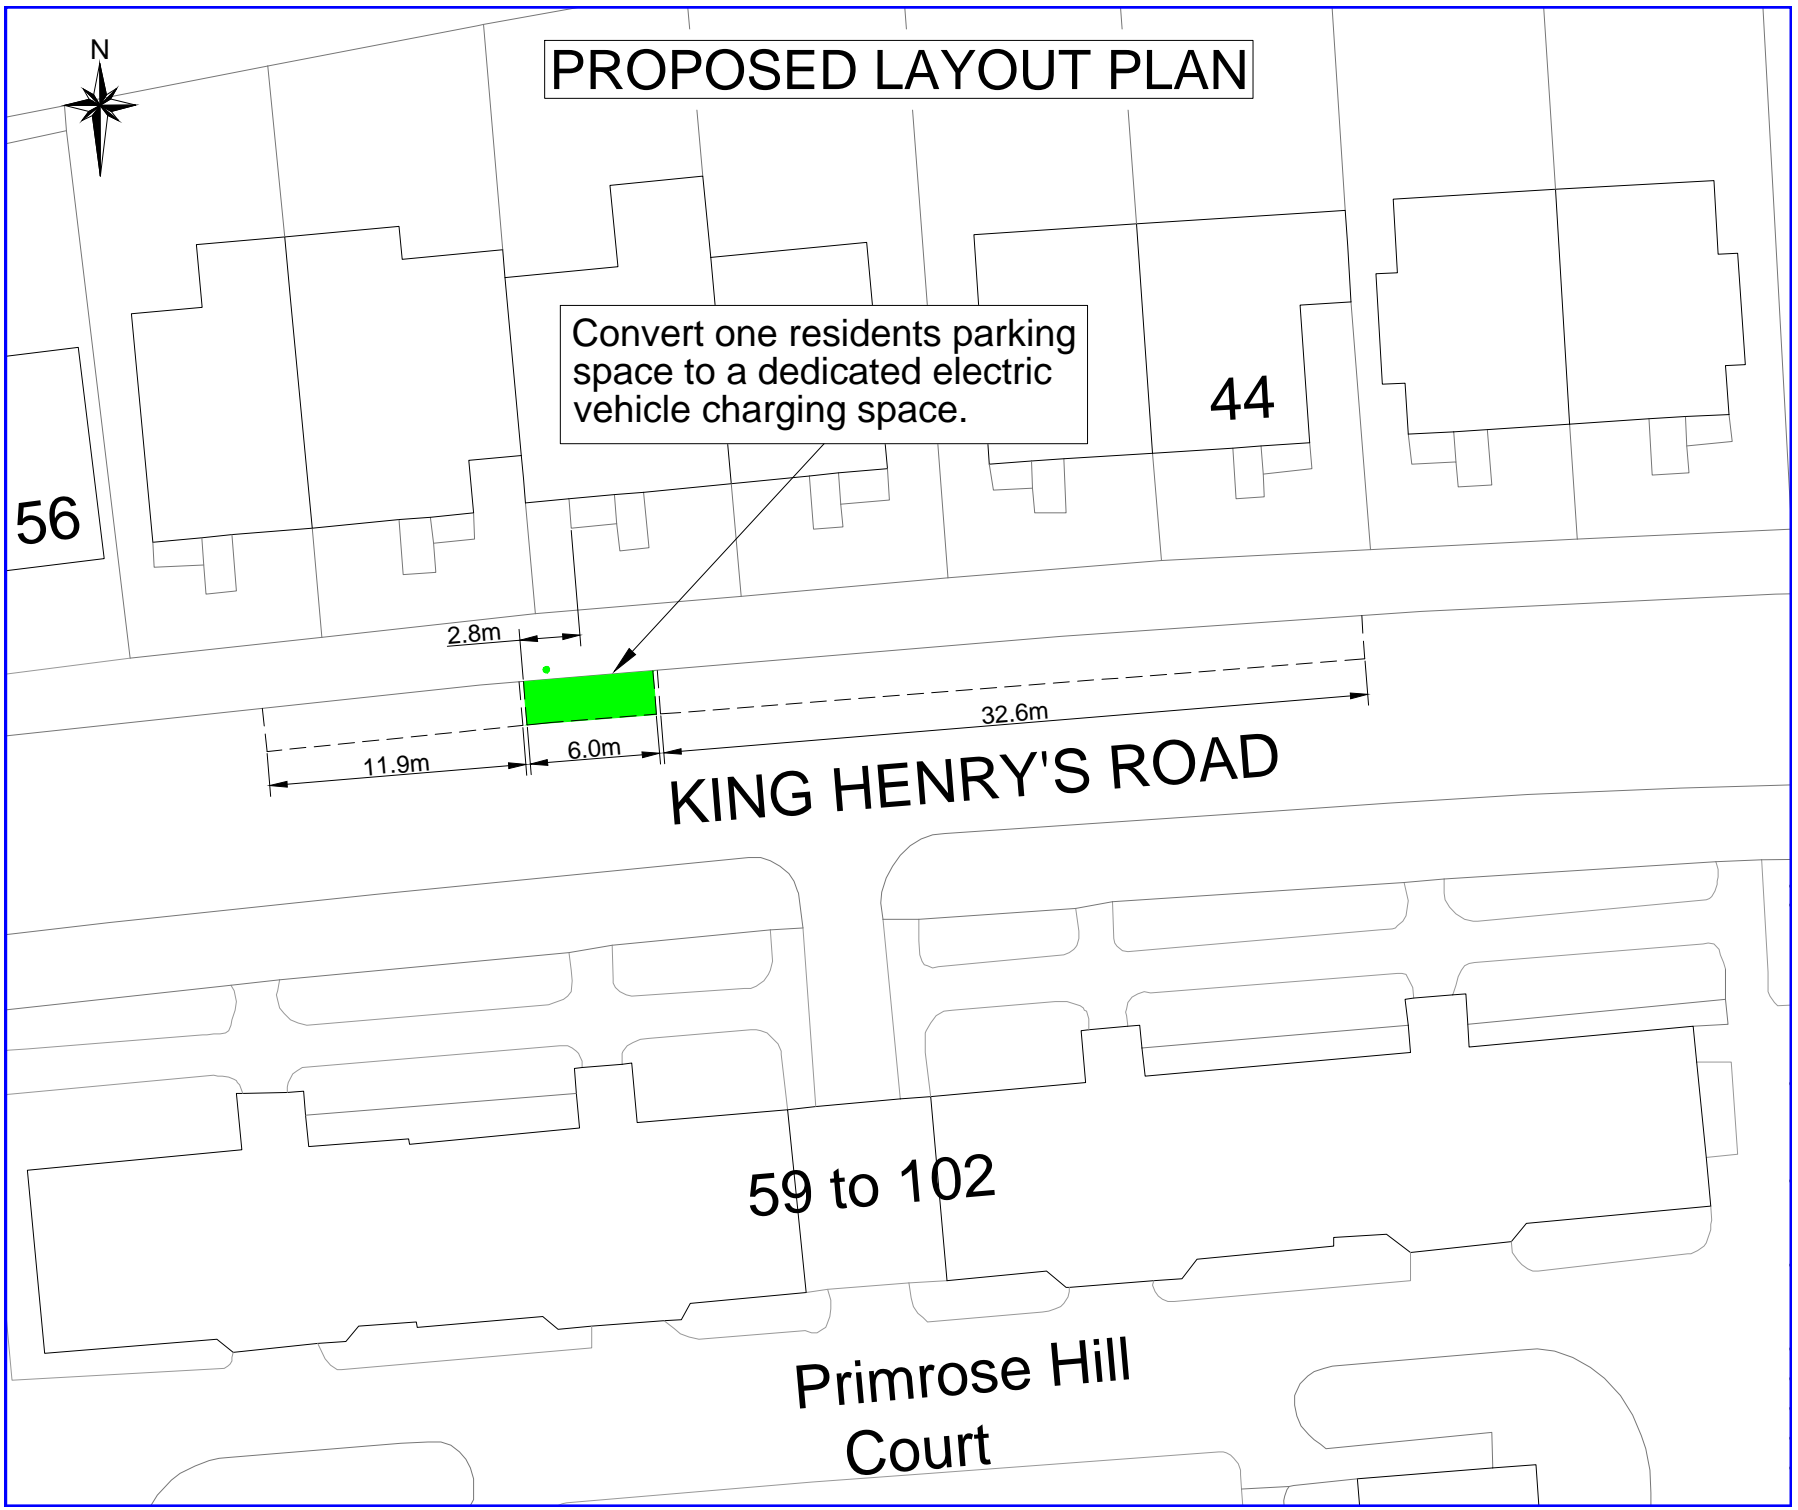 N
PROPOSED LAYOUT PLAN
Convert one residents parking
space to a dedicated electric
vehicle charging space.
44
56
2.8m
32.6m
6.0m
11.9m
KING HENRY'S ROAD
59 to 102
Primrose Hill
Court